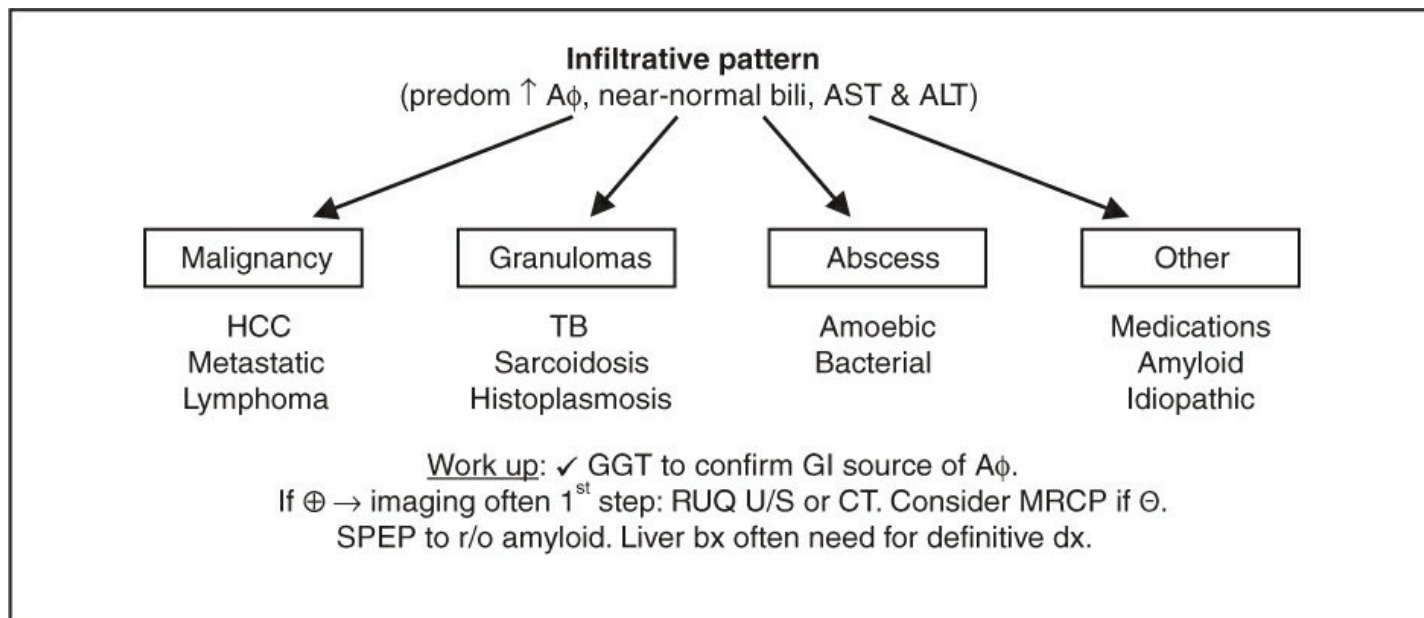 Infiltrative pattern
(predom ↑ Aϕ, near-normal bili, AST & ALT)
Malignancy
HCC
Metastatic
Lymphoma
Granulomas
TB
Sarcoidosis
Histoplasmosis
Abscess
Amoebic
Bacterial
Other
Medications
Amyloid
Idiopathic
Work up: ✓ GGT to confirm GI source of Aϕ.
If ⊕ → imaging often 1st step: RUQ U/S or CT. Consider MRCP if Θ.
SPEP to r/o amyloid. Liver bx often need for definitive dx.